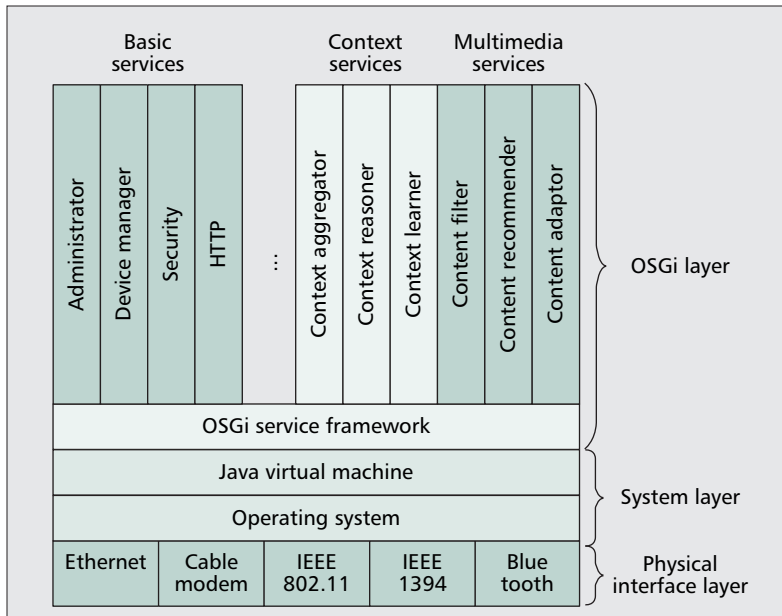 Basic
services
Context
services
Multimedia
services
Administrator
Device manager
Security
HTTP
...
Context aggregator
Context reasoner
Context learner
Content filter
Content recommender
Content adaptor
OSGi layer
OSGi service framework
Java virtual machine
Operating system
System layer
Ethernet
Cable
modem
IEEE
802.11
IEEE
1394
Blue
tooth
Physical
interface layer